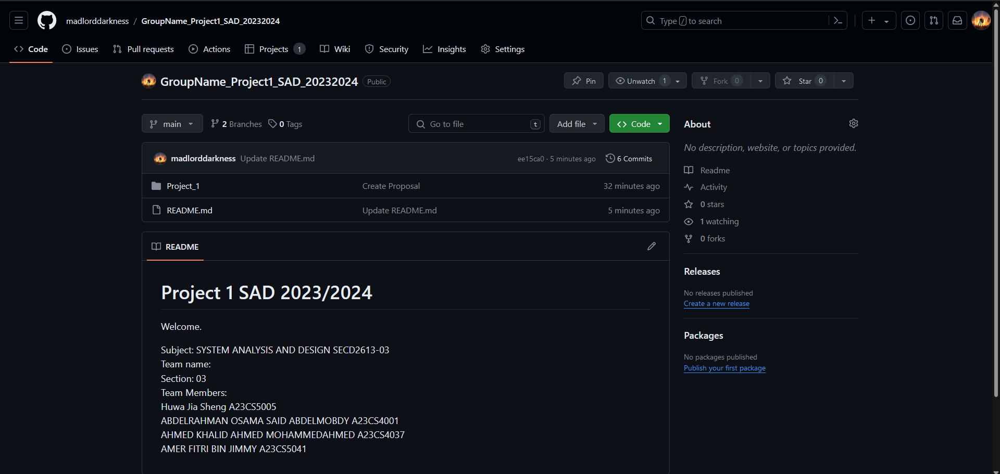 madlorddarkness / GroupName_Project1_SAD_20232024
Type / to search
Code
Issues
Pull requests
Actions
Projects 1
Wiki
Security
Insights
Settings
GroupName_Project1_SAD_20232024 Public
Pin
Unwatch 1
Fork 0
Star 0
main
2 Branches
0 Tags
Go to file t
Add file
Code
madlorddarkness Update README.md ee15ca0 · 5 minutes ago 6 Commits
Project_1 Create Proposal 32 minutes ago
README.md Update README.md 5 minutes ago
README
Project 1 SAD 2023/2024
Welcome.
Subject: SYSTEM ANALYSIS AND DESIGN SECD2613-03
Team name:
Section: 03
Team Members:
Huwa Jia Sheng A23CS5005
ABDELRAHMAN OSAMA SAID ABDELMOBDY A23CS4001
AHMED KHALID AHMED MOHAMMEDAHMED A23CS4037
AMER FITRI BIN JIMMY A23CS5041
About
No description, website, or topics provided.
Readme
Activity
0 stars
1 watching
0 forks
Releases
No releases published
Create a new release
Packages
No packages published
Publish your first package